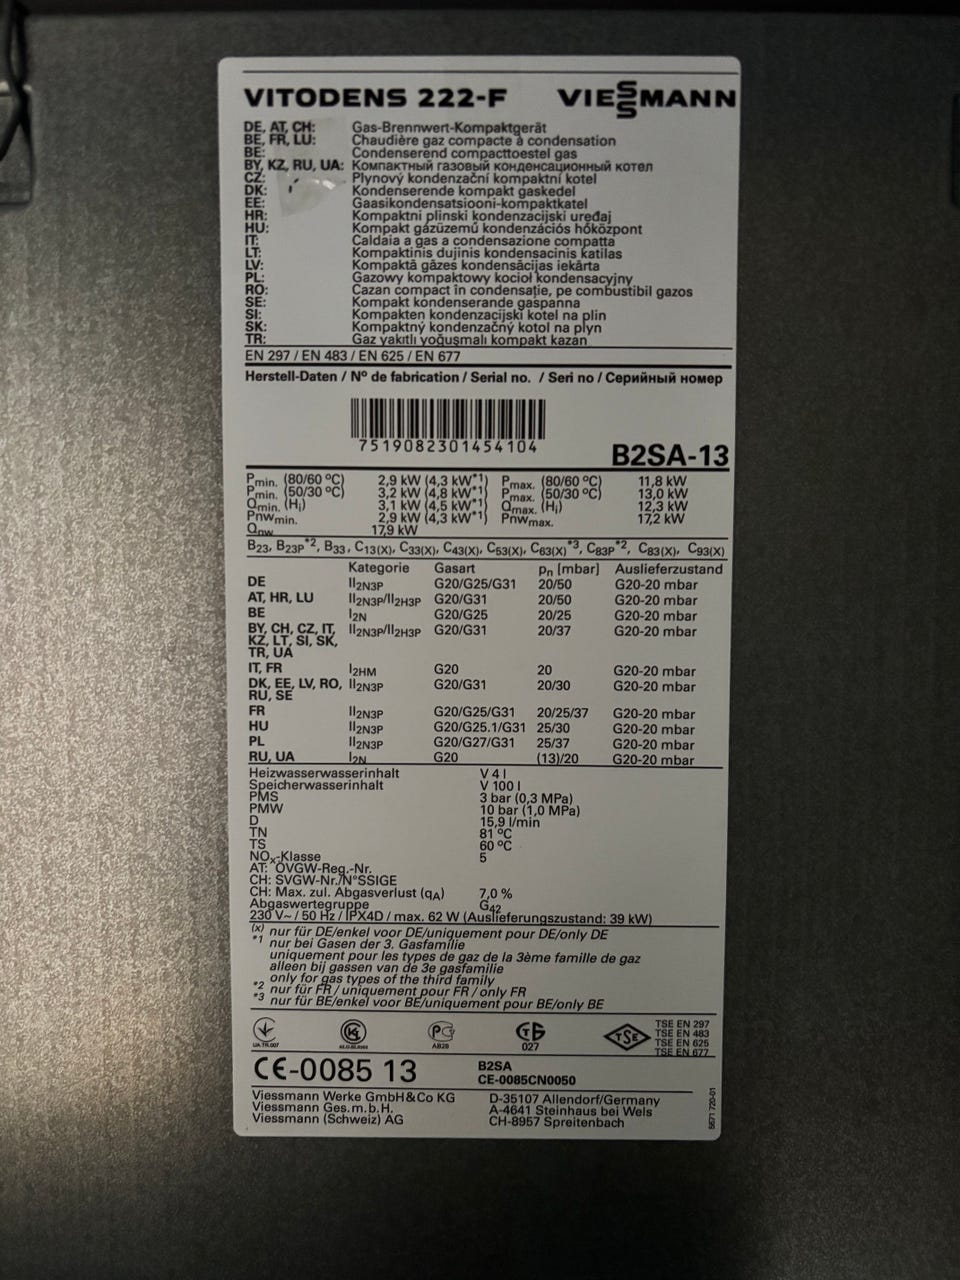 VITODENS 222-F VIESSMANN
DE, AT, CH: Gas-Brennwert-Kompaktgerät
BE, FR, LU: Chaudière gaz compacte à condensation
BE: Condenserend compacttoestel gas
BY, KZ, RU, UA: Компактный газовый конденсационный котел
CZ: Plynový kondenzační kompaktní kotel
DK: Kondenserende kompakt gaskedel
EE: Gaasikondensatsiooni-kompaktkatel
HR: Kompaktni plinski kondenzacijski uređaj
HU: Kompakt gázüzemű kondenzációs hőközpont
IT: Caldaia a gas a condensazione compatta
LT: Kompaktinis dujinis kondensacinis katilas
LV: Kompaktā gāzes kondensācijas iekārta
PL: Gazowy kompaktowy kocioł kondensacyjny
RO: Cazan compact în condensaţie, pe combustibil gazos
SE: Kompakt kondenserande gaspanna
SI: Kompakten kondenzacijski kotel na plin
SK: Kompaktný kondenzačný kotol na plyn
TR: Gaz yakıtlı yoğuşmalı kompakt kazan
EN 297 / EN 483 / EN 625 / EN 677
Herstell-Daten / Nº de fabrication / Serial no. / Seri no / Серийный номер
7519082301454104
B2SA-13
Pmin. (80/60 ºC) 2,9 kW (4,3 kW*1) Pmax. (80/60 ºC) 11,8 kW
Pmin. (50/30 ºC) 3,2 kW (4,8 kW*1) Pmax. (50/30 ºC) 13,0 kW
Qmin. (Hi) 3,1 kW (4,5 kW*1) Qmax. (Hi) 12,3 kW
Pnwmin. 2,9 kW (4,3 kW*1) Pnwmax. 17,2 kW
Qnw 17,9 kW
B23, B23P*2, B33, C13(X), C33(X), C43(X), C53(X), C63(X)*3, C83P*2, C83(X), C93(X)
Kategorie Gasart pn [mbar] Auslieferzustand
DE II2N3P G20/G25/G31 20/50 G20-20 mbar
AT, HR, LU II2N3P/II2H3P G20/G31 20/50 G20-20 mbar
BE I2N G20/G25 20/25 G20-20 mbar
BY, CH, CZ, IT, II2N3P/II2H3P G20/G31 20/37 G20-20 mbar
KZ, LT, SI, SK,
TR, UA
IT, FR I2HM G20 20 G20-20 mbar
DK, EE, LV, RO, II2N3P G20/G31 20/30 G20-20 mbar
RU, SE
FR II2N3P G20/G25/G31 20/25/37 G20-20 mbar
HU II2N3P G20/G25.1/G31 25/30 G20-20 mbar
PL II2N3P G20/G27/G31 25/37 G20-20 mbar
RU, UA I2N G20 (13)/20 G20-20 mbar
Heizwasserwasserinhalt V 4 l
Speicherwasserinhalt V 100 l
PMS 3 bar (0,3 MPa)
PMW 10 bar (1,0 MPa)
D 15,9 l/min
TN 81 ºC
TS 60 ºC
NOx-Klasse 5
AT: ÖVGW-Reg.-Nr.
CH: SVGW-Nr./N°SSIGE
CH: Max. zul. Abgasverlust (qA) 7,0 %
Abgaswertegruppe G42
230 V~ / 50 Hz / IPX4D / max. 62 W (Auslieferungszustand: 39 kW)
(x) nur für DE/enkel voor DE/uniquement pour DE/only DE
*1 nur bei Gasen der 3. Gasfamilie
uniquement pour les types de gaz de la 3ème famille de gaz
alleen bij gassen van de 3e gasfamilie
only for gas types of the third family
*2 nur für FR / uniquement pour FR / only FR
*3 nur für BE/enkel voor BE/uniquement pour BE/only BE
UA.TR.007
AB28
027
TSE
TSE EN 297
TSE EN 483
TSE EN 625
TSE EN 677
CE-0085 13
B2SA
CE-0085CN0050
Viessmann Werke GmbH&Co KG D-35107 Allendorf/Germany
Viessmann Ges.m.b.H. A-4641 Steinhaus bei Wels
Viessmann (Schweiz) AG CH-8957 Spreitenbach
5671 720-01